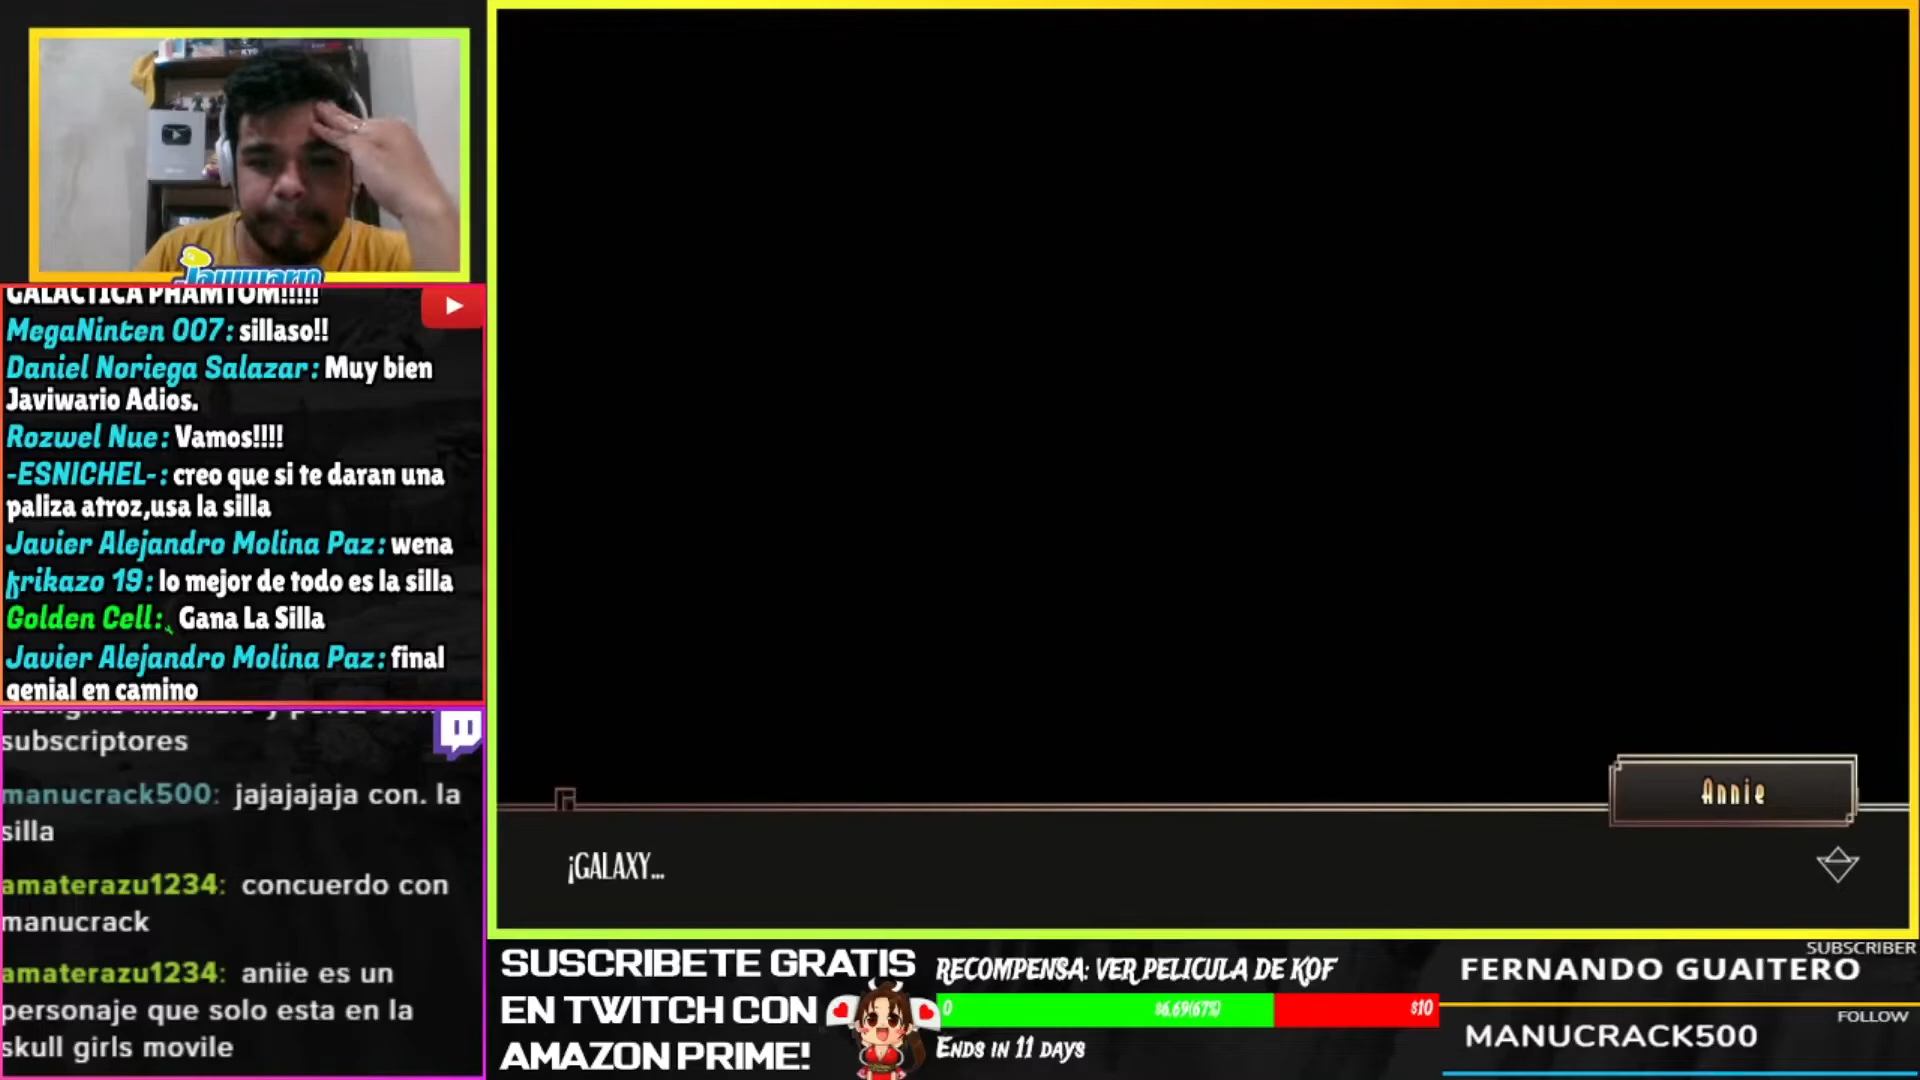 Javiwario
GALACTICA PHAMTOM!!!!!
MegaNinten 007: sillaso!!
Daniel Noriega Salazar: Muy bien
Javiwario Adios.
Rozwel Nue: Vamos!!!!
-ESNICHEL-: creo que si te daran una
paliza atroz,usa la silla
Javier Alejandro Molina Paz: wena
frikazo 19: lo mejor de todo es la silla
Golden Cell: Gana La Silla
Javier Alejandro Molina Paz: final
genial en camino
subscriptores
manucrack500: jajajajaja con. la
silla
amaterazu1234: concuerdo con
manucrack
amaterazu1234: aniie es un
personaje que solo esta en la
skull girls movile
Annie
¡GALAXY...
SUSCRIBETE GRATIS
EN TWITCH CON
AMAZON PRIME!
RECOMPENSA: VER PELICULA DE KOF
0 $6.69(67%) $10
ENDS IN 11 DAYS
SUBSCRIBER
FERNANDO GUAITERO
FOLLOW
MANUCRACK500